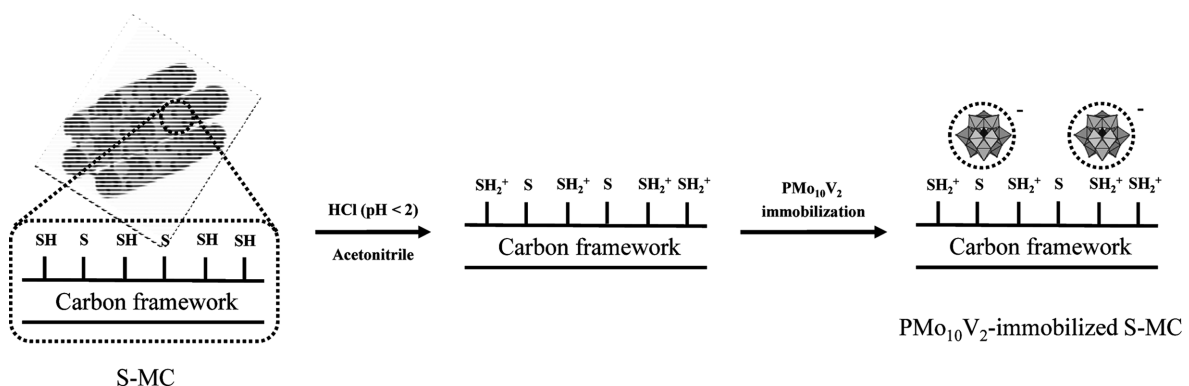 SH S SH S SH SH
Carbon framework
S-MC
HCl (pH < 2)
Acetonitrile
SH₂⁺ S SH₂⁺ S SH₂⁺ SH₂⁺
Carbon framework
PMo₁₀V₂
immobilization
- -
SH₂⁺ S SH₂⁺ S SH₂⁺ SH₂⁺
Carbon framework
PMo₁₀V₂-immobilized S-MC